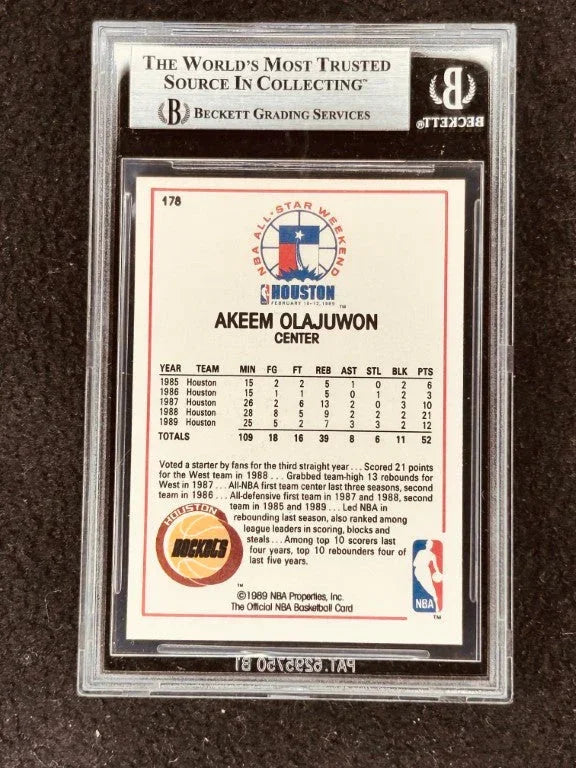 THE WORLD'S MOST TRUSTED
SOURCE IN COLLECTING™
B BECKETT GRADING SERVICES
B
BECKETT®
178
NBA ALL-STAR WEEKEND
HOUSTON
FEBRUARY 10-12, 1989 ™
AKEEM OLAJUWON
CENTER
YEAR TEAM MIN FG FT REB AST STL BLK PTS
1985 Houston 15 2 2 5 1 0 2 6
1986 Houston 15 1 1 5 0 1 2 3
1987 Houston 26 2 6 13 2 0 3 10
1988 Houston 28 8 5 9 2 2 2 21
1989 Houston 25 5 2 7 3 3 2 12
TOTALS 109 18 16 39 8 6 11 52
Voted a starter by fans for the third straight year . . . Scored 21 points
for the West team in 1988 . . . Grabbed team-high 13 rebounds for
West in 1987 . . . All-NBA first team center last three seasons, second
team in 1986 . . . All-defensive first team in 1987 and 1988, second
team in 1985 and 1989 . . . Led NBA in
rebounding last season, also ranked among
league leaders in scoring, blocks and
steals . . . Among top 10 scorers last
four years, top 10 rebounders four of
last five years.
HOUSTON
ROCKETS
™
©1989 NBA Properties, Inc.
The Official NBA Basketball Card
NBA
™
PAT. 6295750 B1